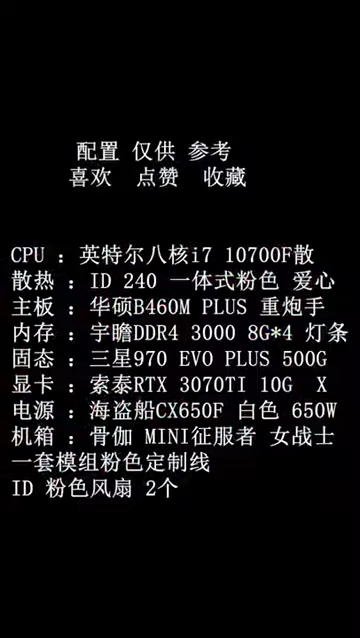 配置 仅供 参考
喜欢 点赞 收藏
CPU : 英特尔八核i7 10700F散
散热 : ID 240 一体式粉色 爱心
主板 : 华硕B460M PLUS 重炮手
内存 : 宇瞻DDR4 3000 8G*4 灯条
固态 : 三星970 EVO PLUS 500G
显卡 : 索泰RTX 3070TI 10G X
电源 : 海盗船CX650F 白色 650W
机箱 : 骨伽 MINI征服者 女战士
一套模组粉色定制线
ID 粉色风扇 2个